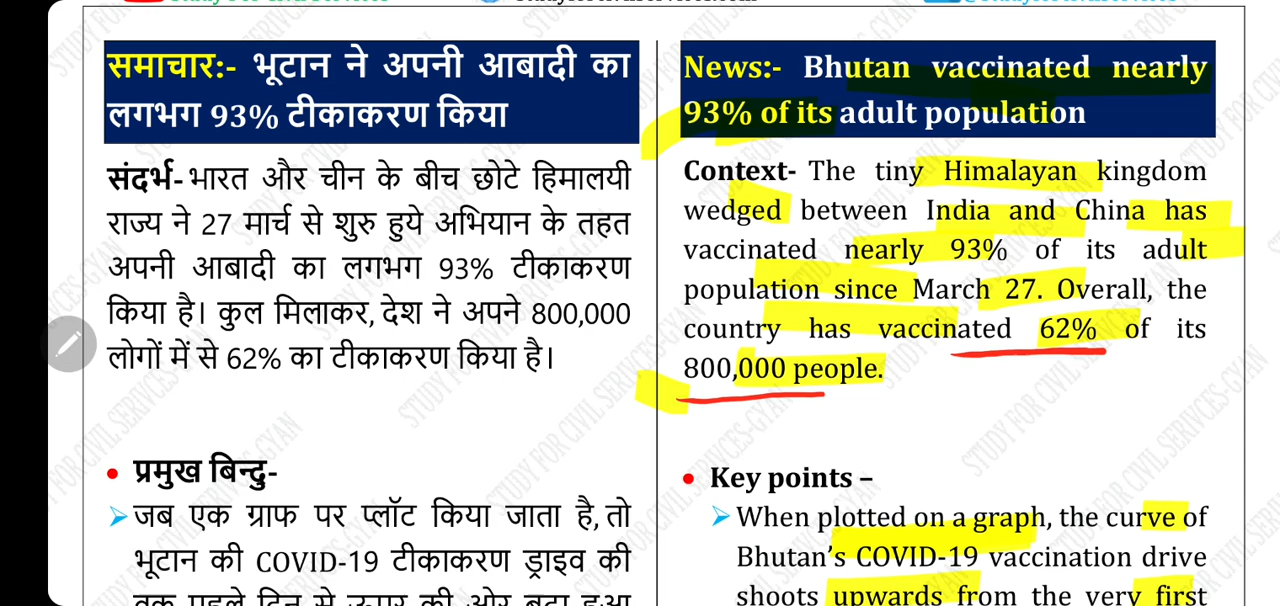 समाचार:- भूटान ने अपनी आबादी का
लगभग 93% टीकाकरण किया
संदर्भ- भारत और चीन के बीच छोटे हिमालयी
राज्य ने 27 मार्च से शुरु हुये अभियान के तहत
अपनी आबादी का लगभग 93% टीकाकरण
किया है। कुल मिलाकर, देश ने अपने 800,000
लोगों में से 62% का टीकाकरण किया है।
• प्रमुख बिन्दु-
➢ जब एक ग्राफ पर प्लॉट किया जाता है, तो
भूटान की COVID-19 टीकाकरण ड्राइव की
News:- Bhutan vaccinated nearly
93% of its adult population
Context- The tiny Himalayan kingdom
wedged between India and China has
vaccinated nearly 93% of its adult
population since March 27. Overall, the
country has vaccinated 62% of its
800,000 people.
• Key points –
➢ When plotted on a graph, the curve of
Bhutan's COVID-19 vaccination drive
shoots upwards from the very first